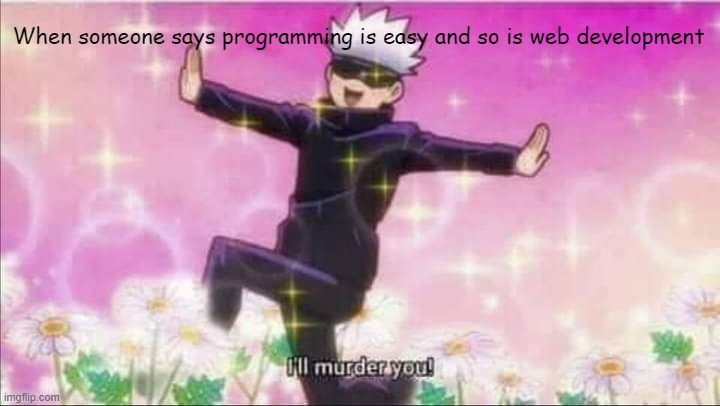 When someone says programming is easy and so is web development
I'll murder you!
imgflip.com